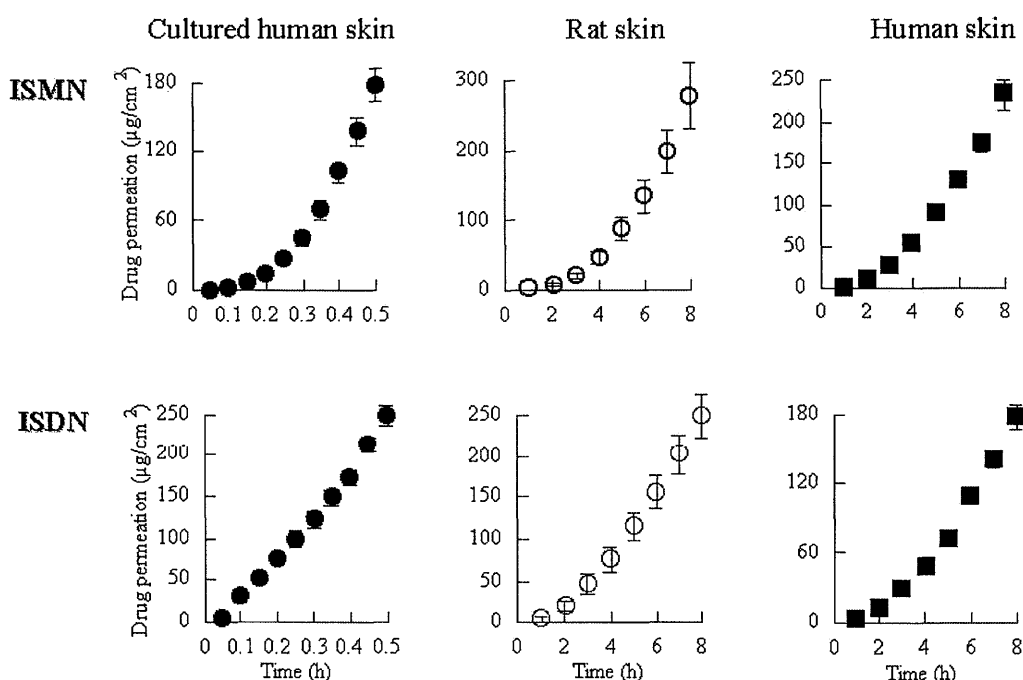 Cultured human skin
Rat skin
Human skin
ISMN
Drug permeation (µg/cm²)
180
120
60
0
0 0.1 0.2 0.3 0.4 0.5
300
200
100
0
0 2 4 6 8
250
200
150
100
50
0
0 2 4 6 8
ISDN
Drug permeation (µg/cm²)
250
200
150
100
50
0
0 0.1 0.2 0.3 0.4 0.5
Time (h)
250
200
150
100
50
0
0 2 4 6 8
Time (h)
180
120
60
0
0 2 4 6 8
Time (h)